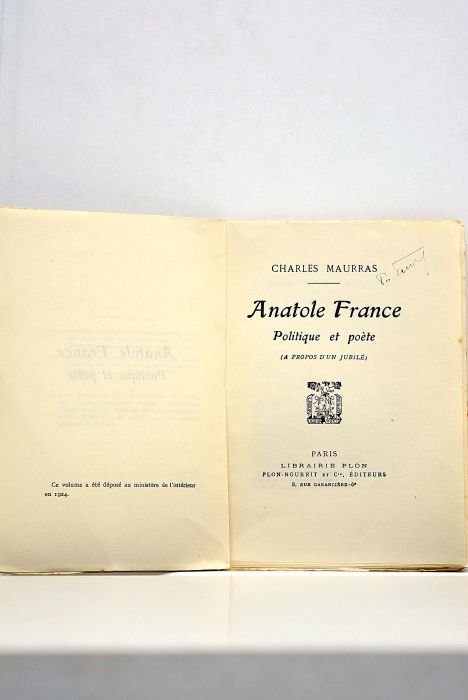 Ce volume a été déposé au ministère de l'intérieur
en 1924.
CHARLES MAURRAS
Anatole France
Politique et poète
(A PROPOS D'UN JUBILÉ)
PARIS
LIBRAIRIE PLON
PLON-NOURRIT ET Cie, ÉDITEURS
8, RUE GARANCIÈRE-6e